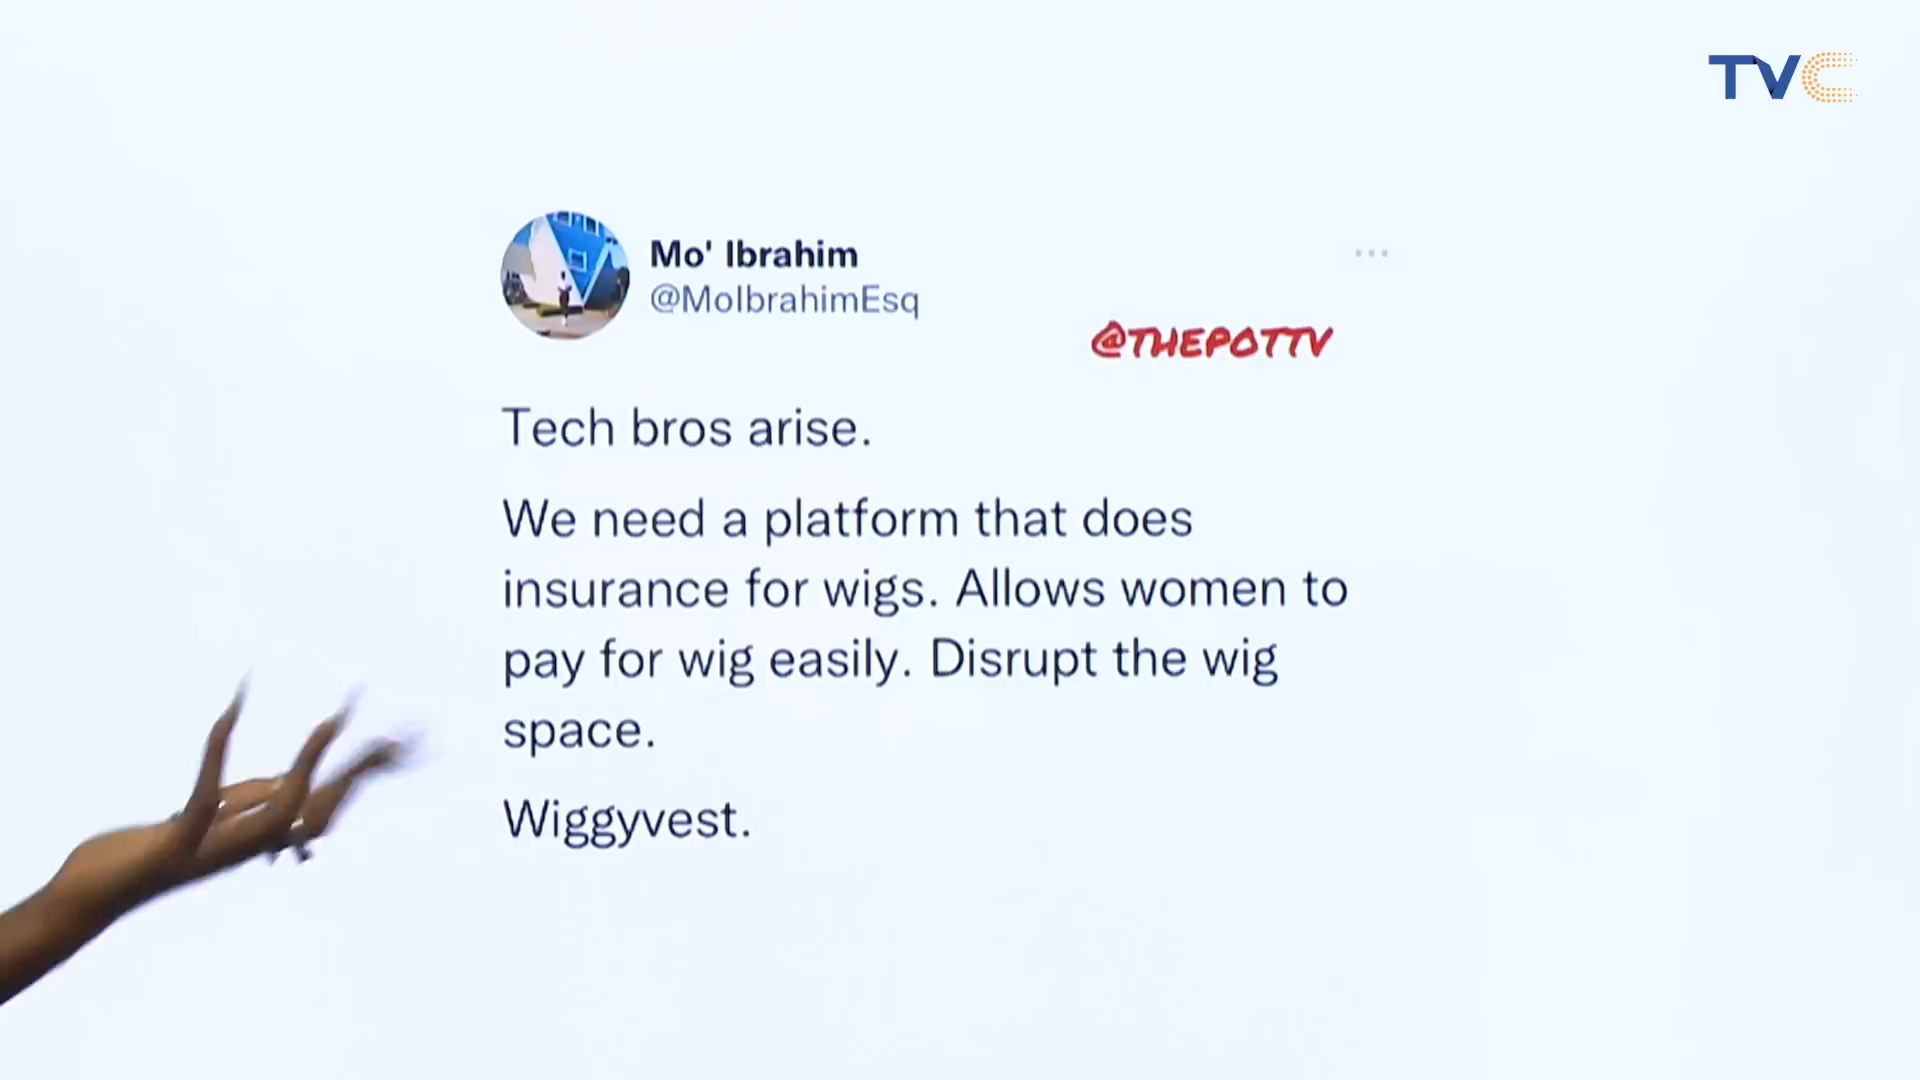 TVC
Mo' Ibrahim
@MoIbrahimEsq
@THEPOTTV
Tech bros arise.
We need a platform that does
insurance for wigs. Allows women to
pay for wig easily. Disrupt the wig
space.
Wiggyvest.